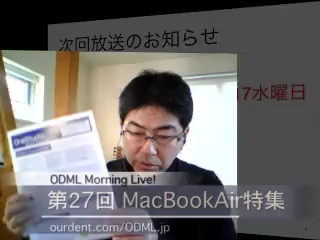 次回放送のお知らせ
17水曜日
ODML Morning Live!
第27回 MacBookAir特集
ourdent.com/ODML.jp